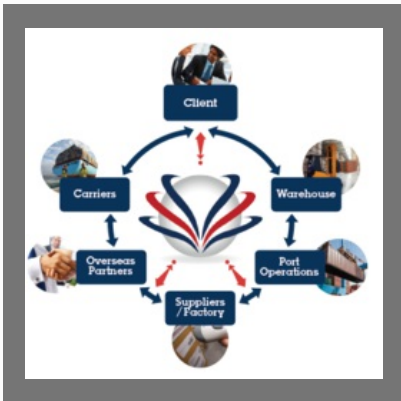 Client
Carriers
Warehouse
Overseas
Partners
Port
Operations
Suppliers
/ Factory